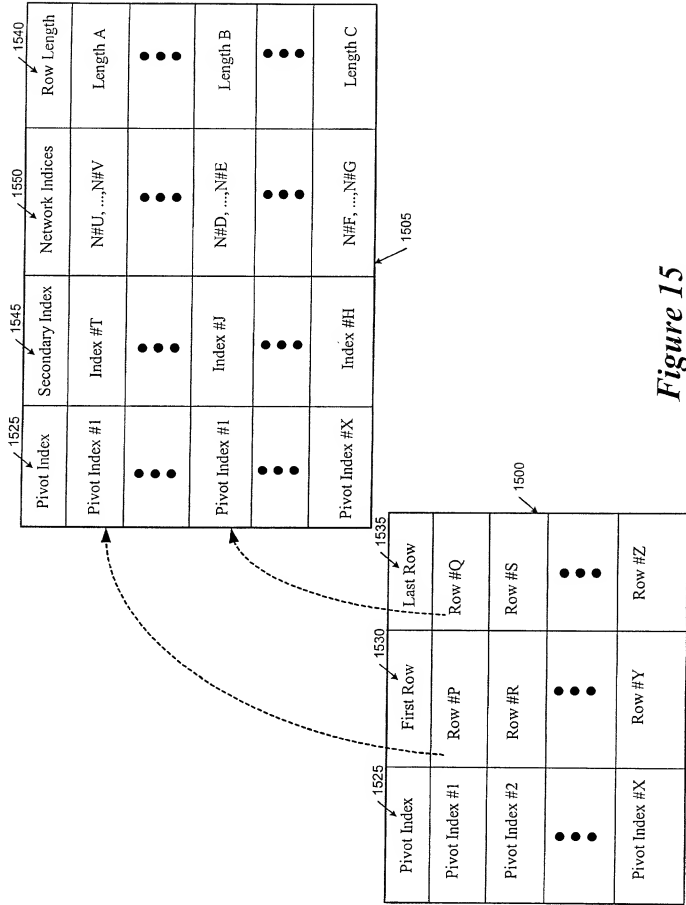 1525
1545
1550
1540
Pivot Index
Secondary Index
Network Indices
Row Length
Pivot Index #1
Index #T
N#U, ...,N#V
Length A
Pivot Index #1
Index #J
N#D, ...,N#E
Length B
Pivot Index #X
Index #H
N#F, ...,N#G
Length C
1505
1525
1530
1535
Pivot Index
First Row
Last Row
1500
Pivot Index #1
Row #P
Row #Q
Pivot Index #2
Row #R
Row #S
Pivot Index #X
Row #Y
Row #Z
Figure 15